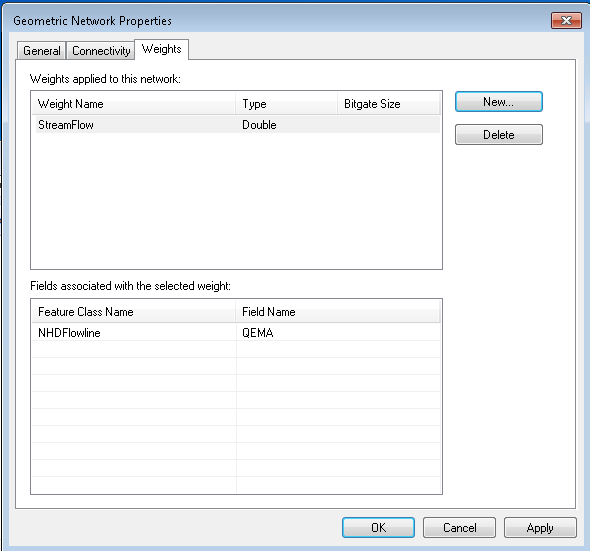 Geometric Network Properties
General Connectivity Weights
Weights applied to this network:
Weight Name Type Bitgate Size
StreamFlow Double
New...
Delete
Fields associated with the selected weight:
Feature Class Name Field Name
NHDFlowline QEMA
OK Cancel Apply